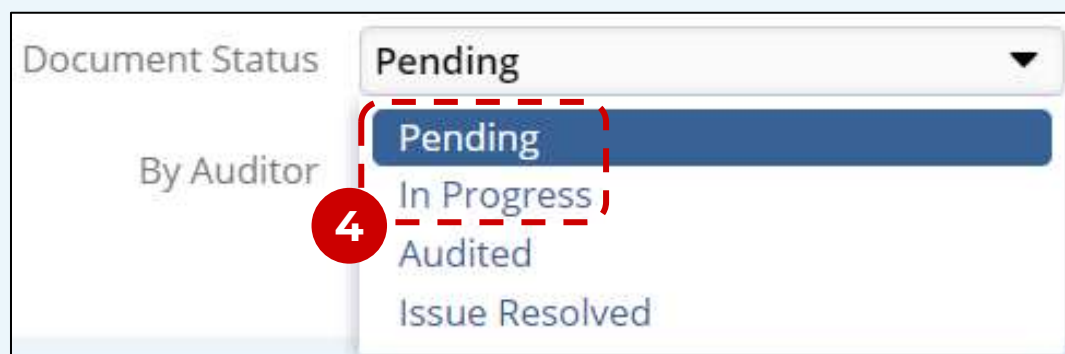 Document Status Pending
Pending
By Auditor
In Progress
4
Audited
Issue Resolved